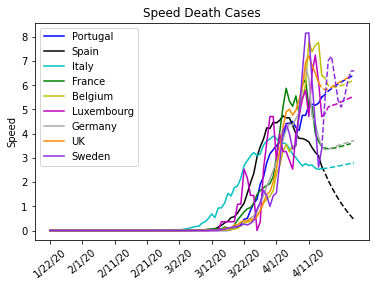 Speed Death Cases
Speed
8
7
6
5
4
3
2
1
0
Portugal
Spain
Italy
France
Belgium
Luxembourg
Germany
UK
Sweden
1/22/20
2/1/20
2/11/20
2/21/20
3/2/20
3/12/20
3/22/20
4/1/20
4/11/20